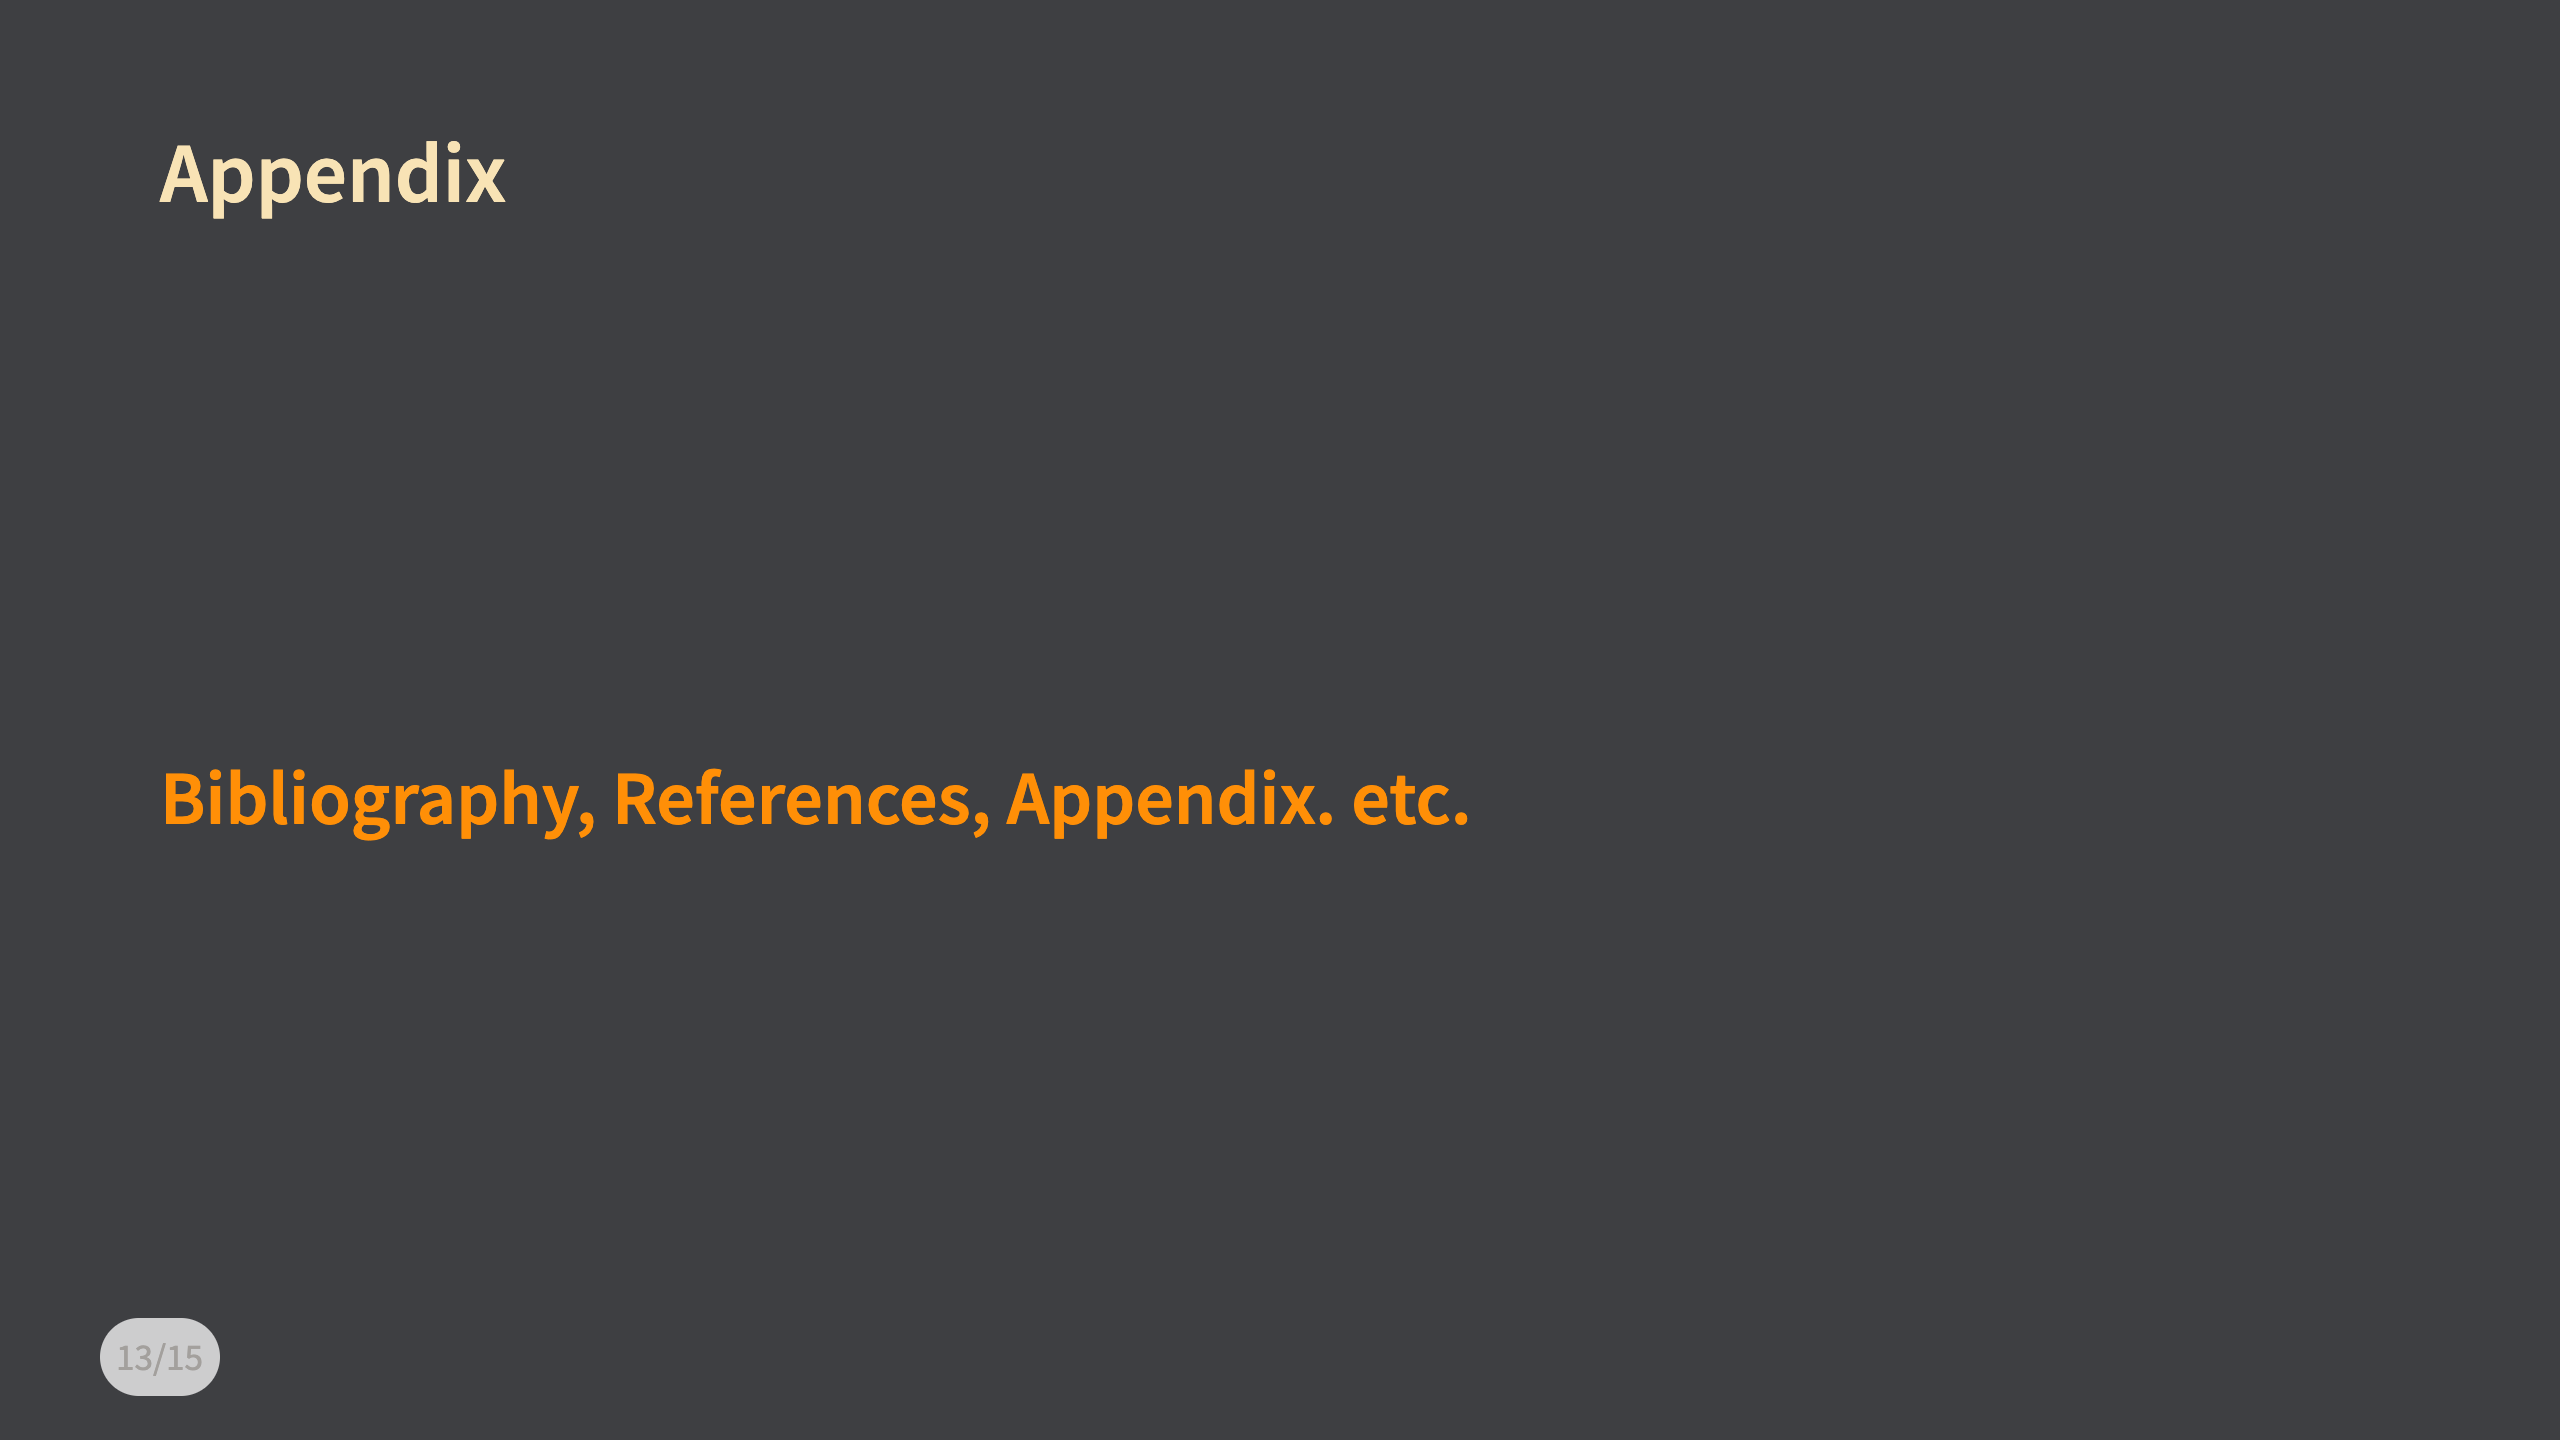 Appendix
Bibliography, References, Appendix. etc.
13/15